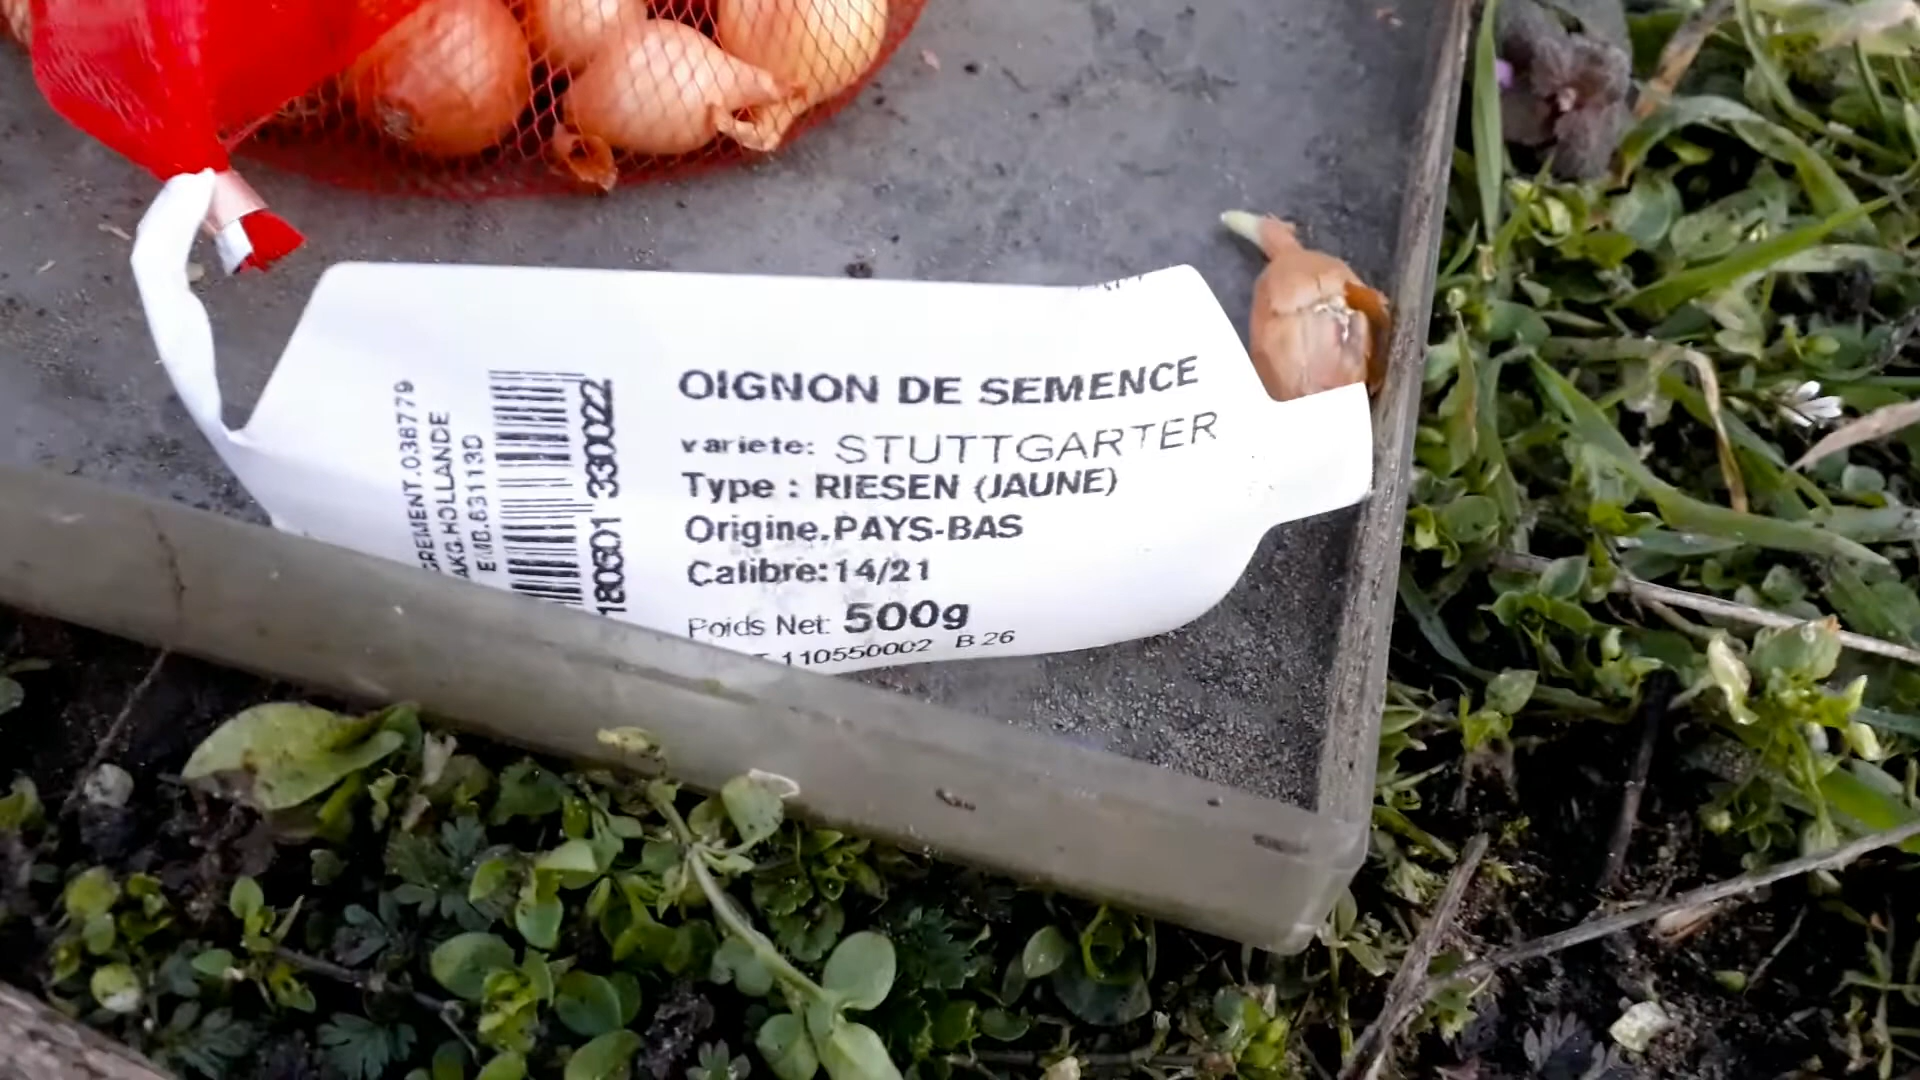 OIGNON DE SEMENCE
variete: STUTTGARTER
Type : RIESEN (JAUNE)
Origine.PAYS-BAS
Calibre:14/21
Poids Net: 500g
110550002 B 26
GREMENT.038779
AKG.HOLLANDE
EMB.831130
180601 330022